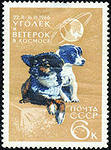 22.II-16.III.1966
УГОЛЕК
И
ВЕТЕРОК
В КОСМОСЕ
ПОЧТА
СССР
6К